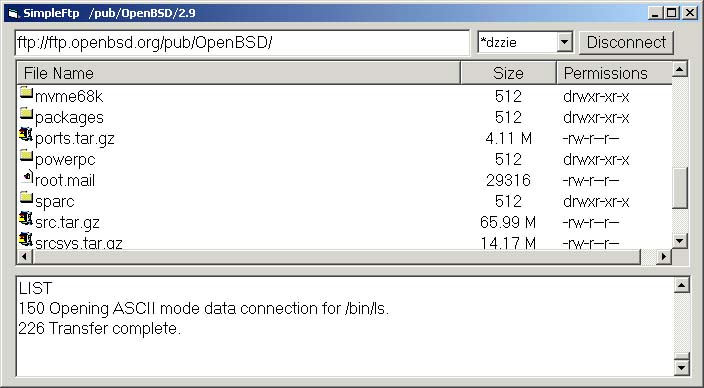 SimpleFtp /pub/OpenBSD/2.9
ftp://ftp.openbsd.org/pub/OpenBSD/ *dzzie Disconnect
File Name Size Permissions
mvme68k 512 drwxr-xr-x
packages 512 drwxr-xr-x
ports.tar.gz 4.11 M -rw-r--r--
powerpc 512 drwxr-xr-x
root.mail 29316 -rw-r--r--
sparc 512 drwxr-xr-x
src.tar.gz 65.99 M -rw-r--r--
srcsys.tar.gz 14.17 M -rw-r--r--
LIST
150 Opening ASCII mode data connection for /bin/ls.
226 Transfer complete.